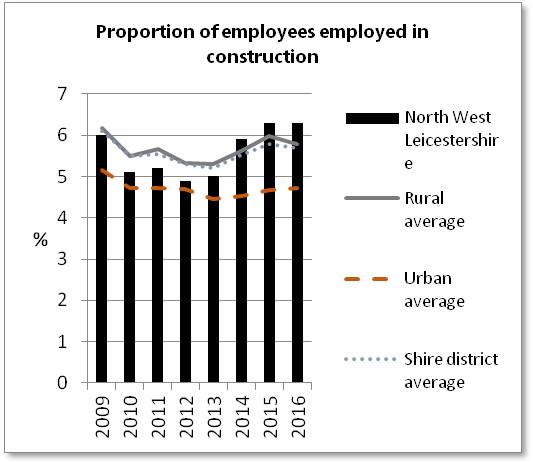 Proportion of employees employed in
construction
7
6
5
4
3
2
1
0
%
2009
2010
2011
2012
2013
2014
2015
2016
North West
Leicestershir
e
Rural
average
Urban
average
Shire district
average